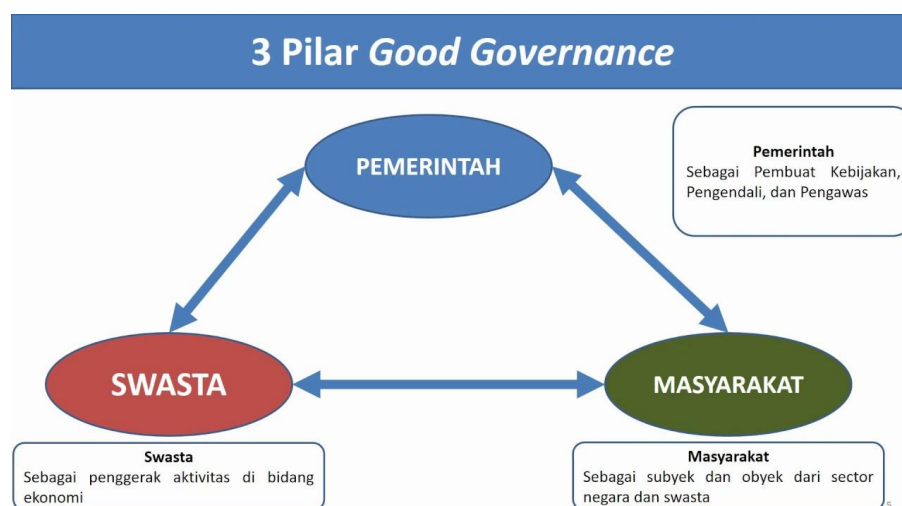 3 Pilar Good Governance
PEMERINTAH
Pemerintah
Sebagai Pembuat Kebijakan,
Pengendali, dan Pengawas
SWASTA
MASYARAKAT
Swasta
Sebagai penggerak aktivitas di bidang
ekonomi
Masyarakat
Sebagai subyek dan obyek dari sector
negara dan swasta
5